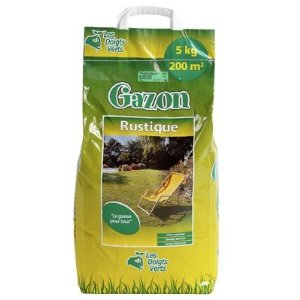 Les
Doigts
Verts
5 kg
200 m²
Gazon
Rustique
"Le gazon
pour tous"
Les
Doigts
Verts